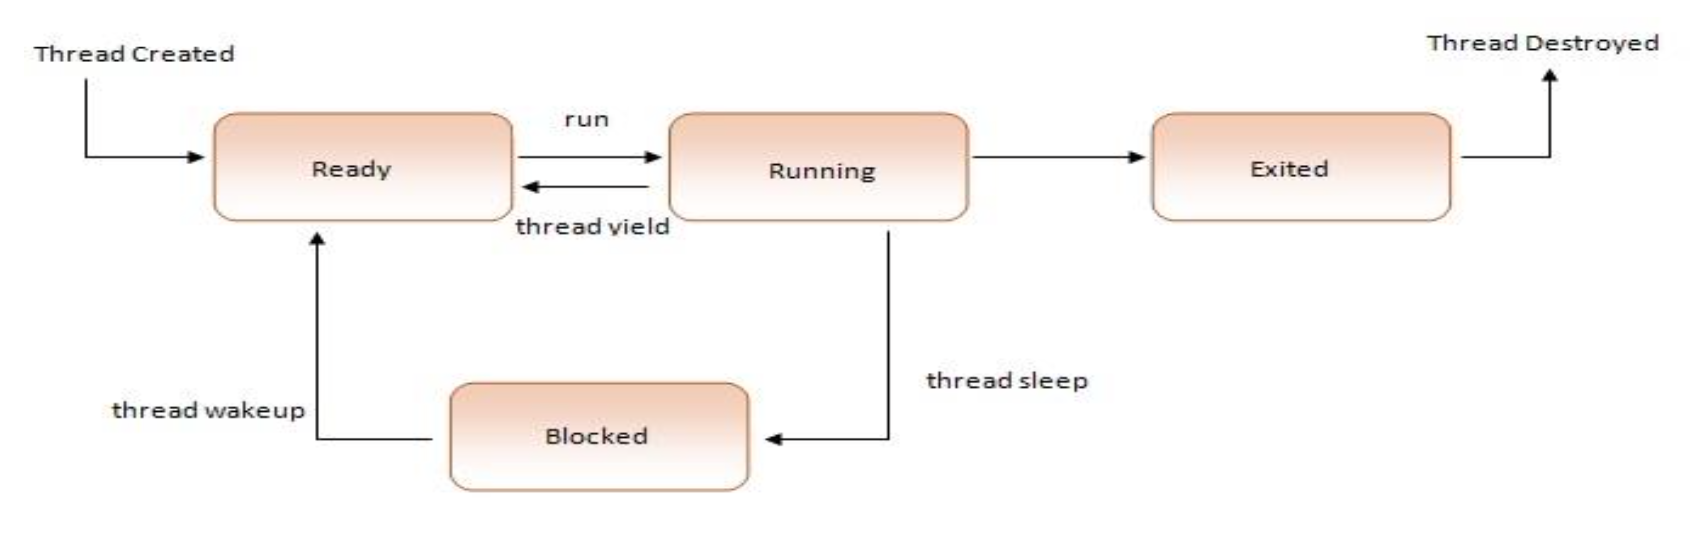 Thread Created
Thread Destroyed
run
Ready
Running
Exited
thread yield
thread sleep
thread wakeup
Blocked